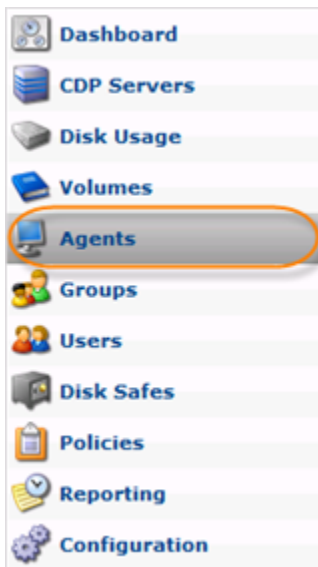 Dashboard
CDP Servers
Disk Usage
Volumes
Agents
Groups
Users
Disk Safes
Policies
Reporting
Configuration